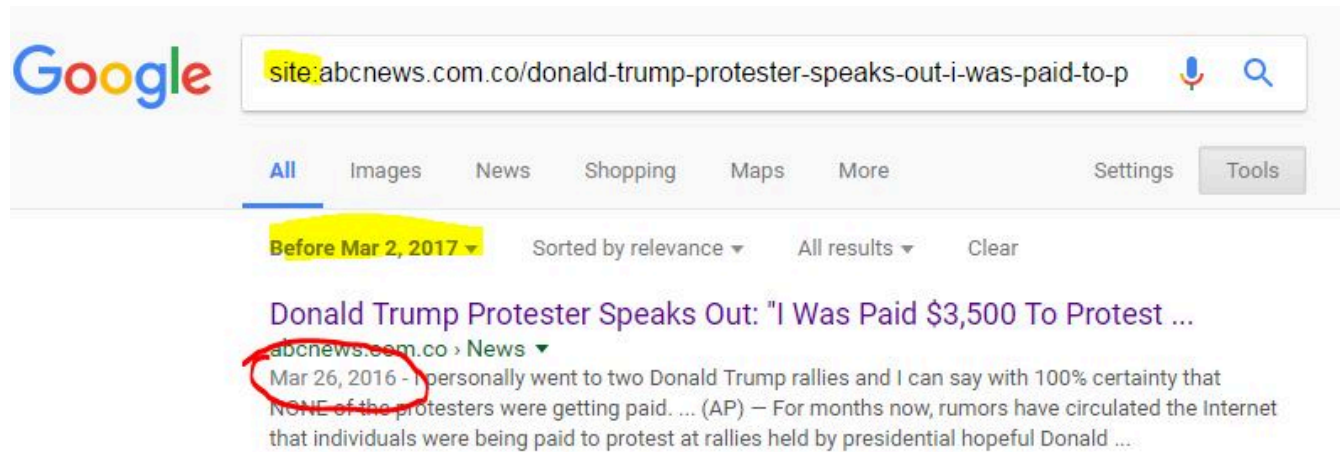 Google
site:abcnews.com.co/donald-trump-protester-speaks-out-i-was-paid-to-p
All Images News Shopping Maps More Settings Tools
Before Mar 2, 2017 Sorted by relevance All results Clear
Donald Trump Protester Speaks Out: "I Was Paid $3,500 To Protest ...
abcnews.com.co › News
Mar 26, 2016 - I personally went to two Donald Trump rallies and I can say with 100% certainty that
NONE of the protesters were getting paid. ... (AP) — For months now, rumors have circulated the Internet
that individuals were being paid to protest at rallies held by presidential hopeful Donald ...